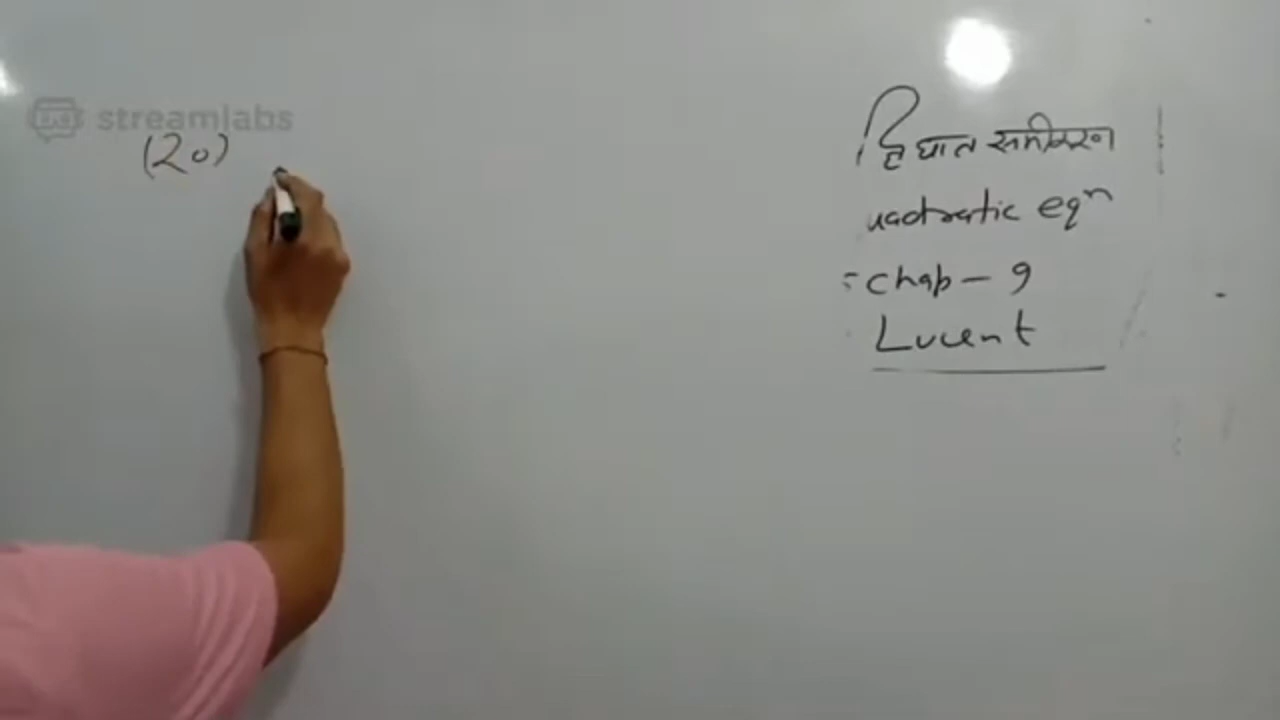 streamlabs
(20)
द्विघात समीकरण
uadratic eqⁿ
chap - 9
Lucent